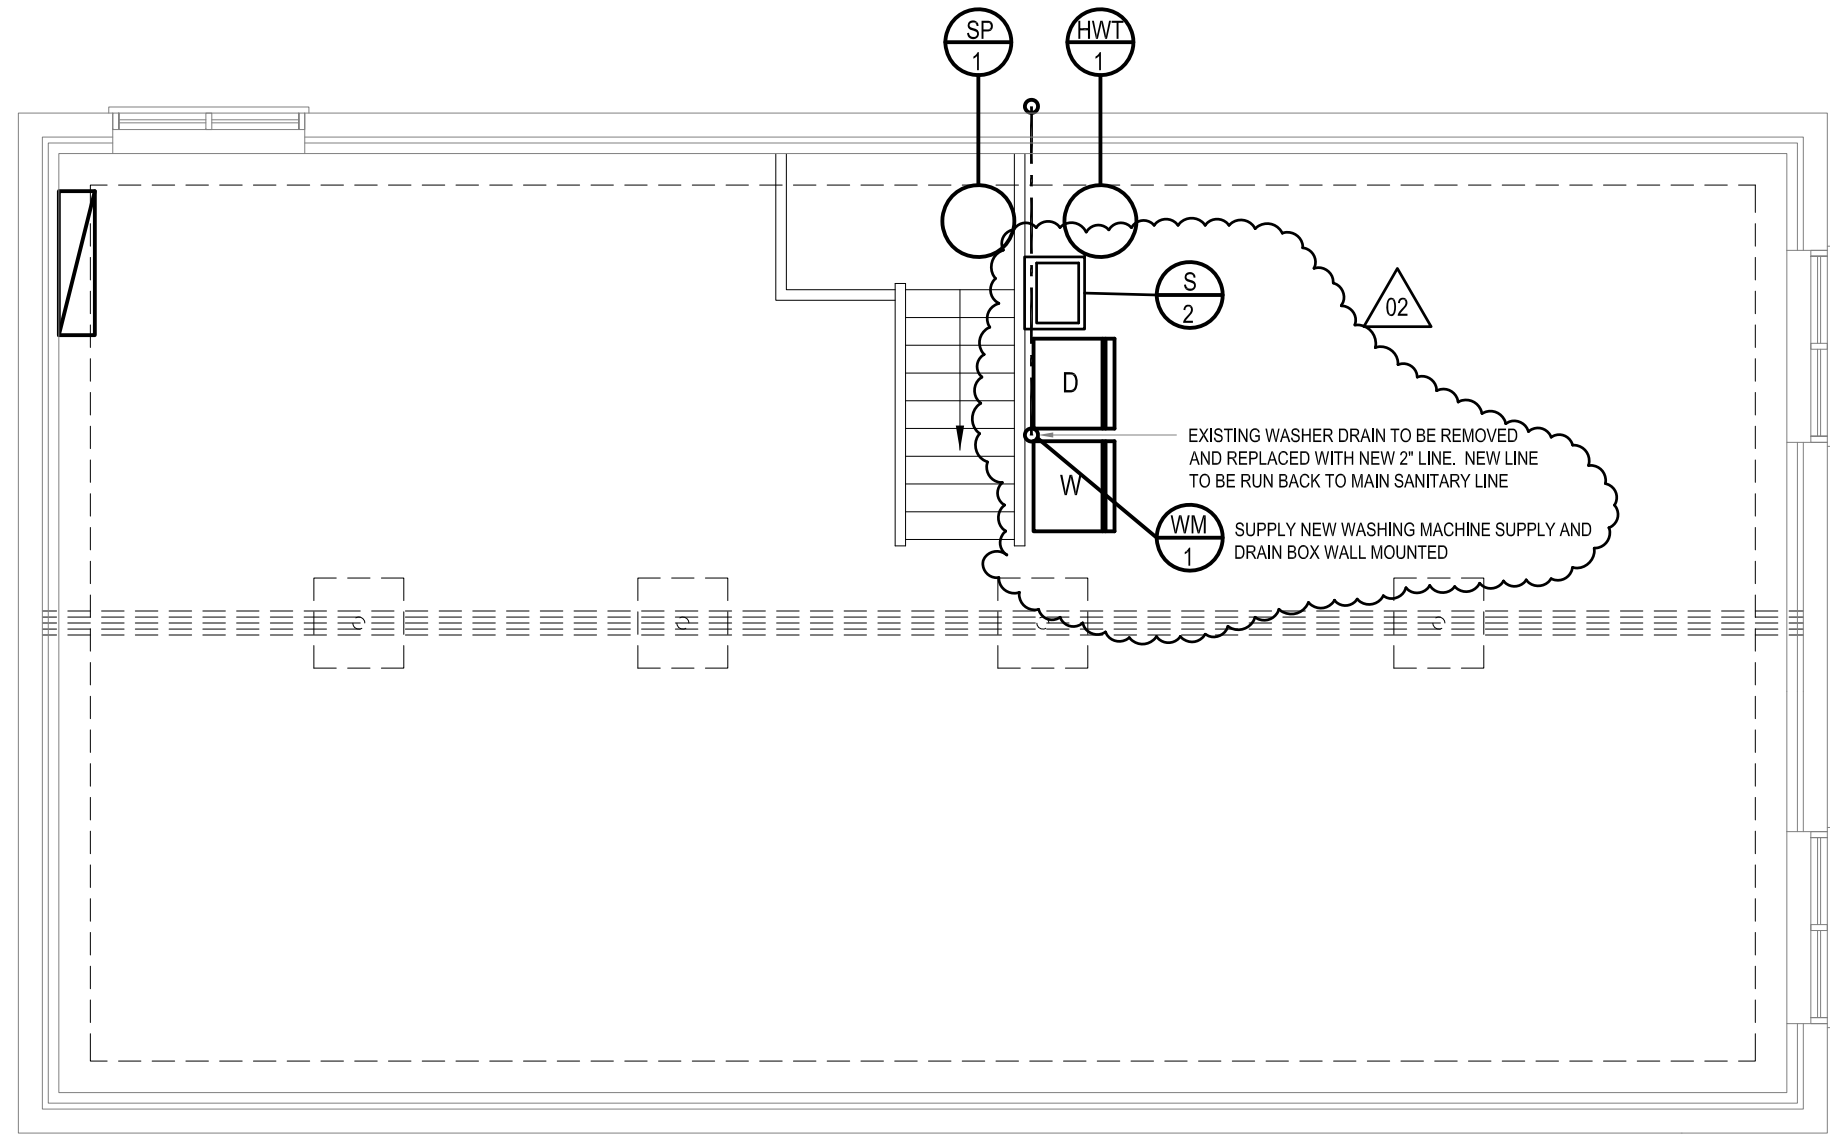 SP
1
HWT
1
S
2
02
D
EXISTING WASHER DRAIN TO BE REMOVED
AND REPLACED WITH NEW 2" LINE. NEW LINE
TO BE RUN BACK TO MAIN SANITARY LINE
W
WM
1
SUPPLY NEW WASHING MACHINE SUPPLY AND
DRAIN BOX WALL MOUNTED